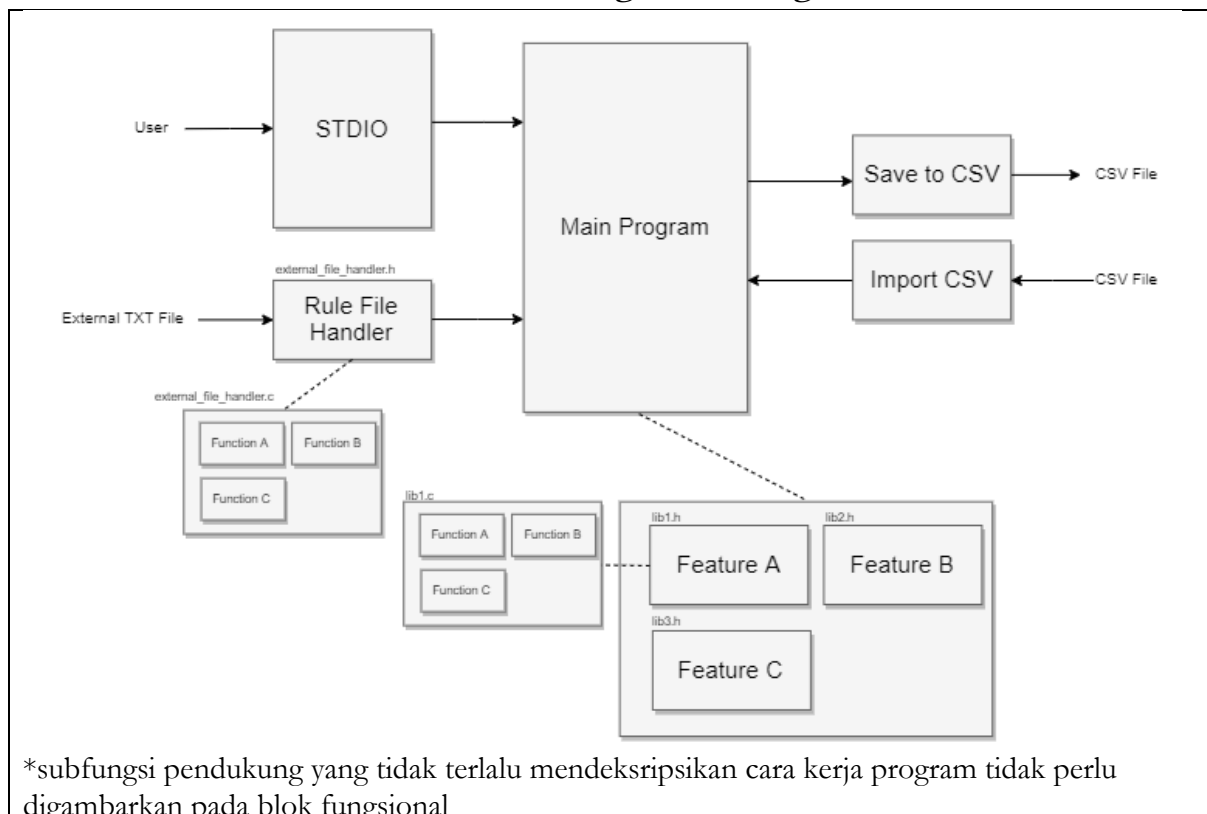 User
STDIO
Main Program
Save to CSV
CSV File
Import CSV
CSV File
external_file_handler.h
Rule File
Handler
External TXT File
external_file_handler.c
Function A
Function B
Function C
lib1.c
Function A
Function B
Function C
lib1.h
Feature A
lib2.h
Feature B
lib3.h
Feature C
*subfungsi pendukung yang tidak terlalu mendeksripsikan cara kerja program tidak perlu
digambarkan pada blok fungsional